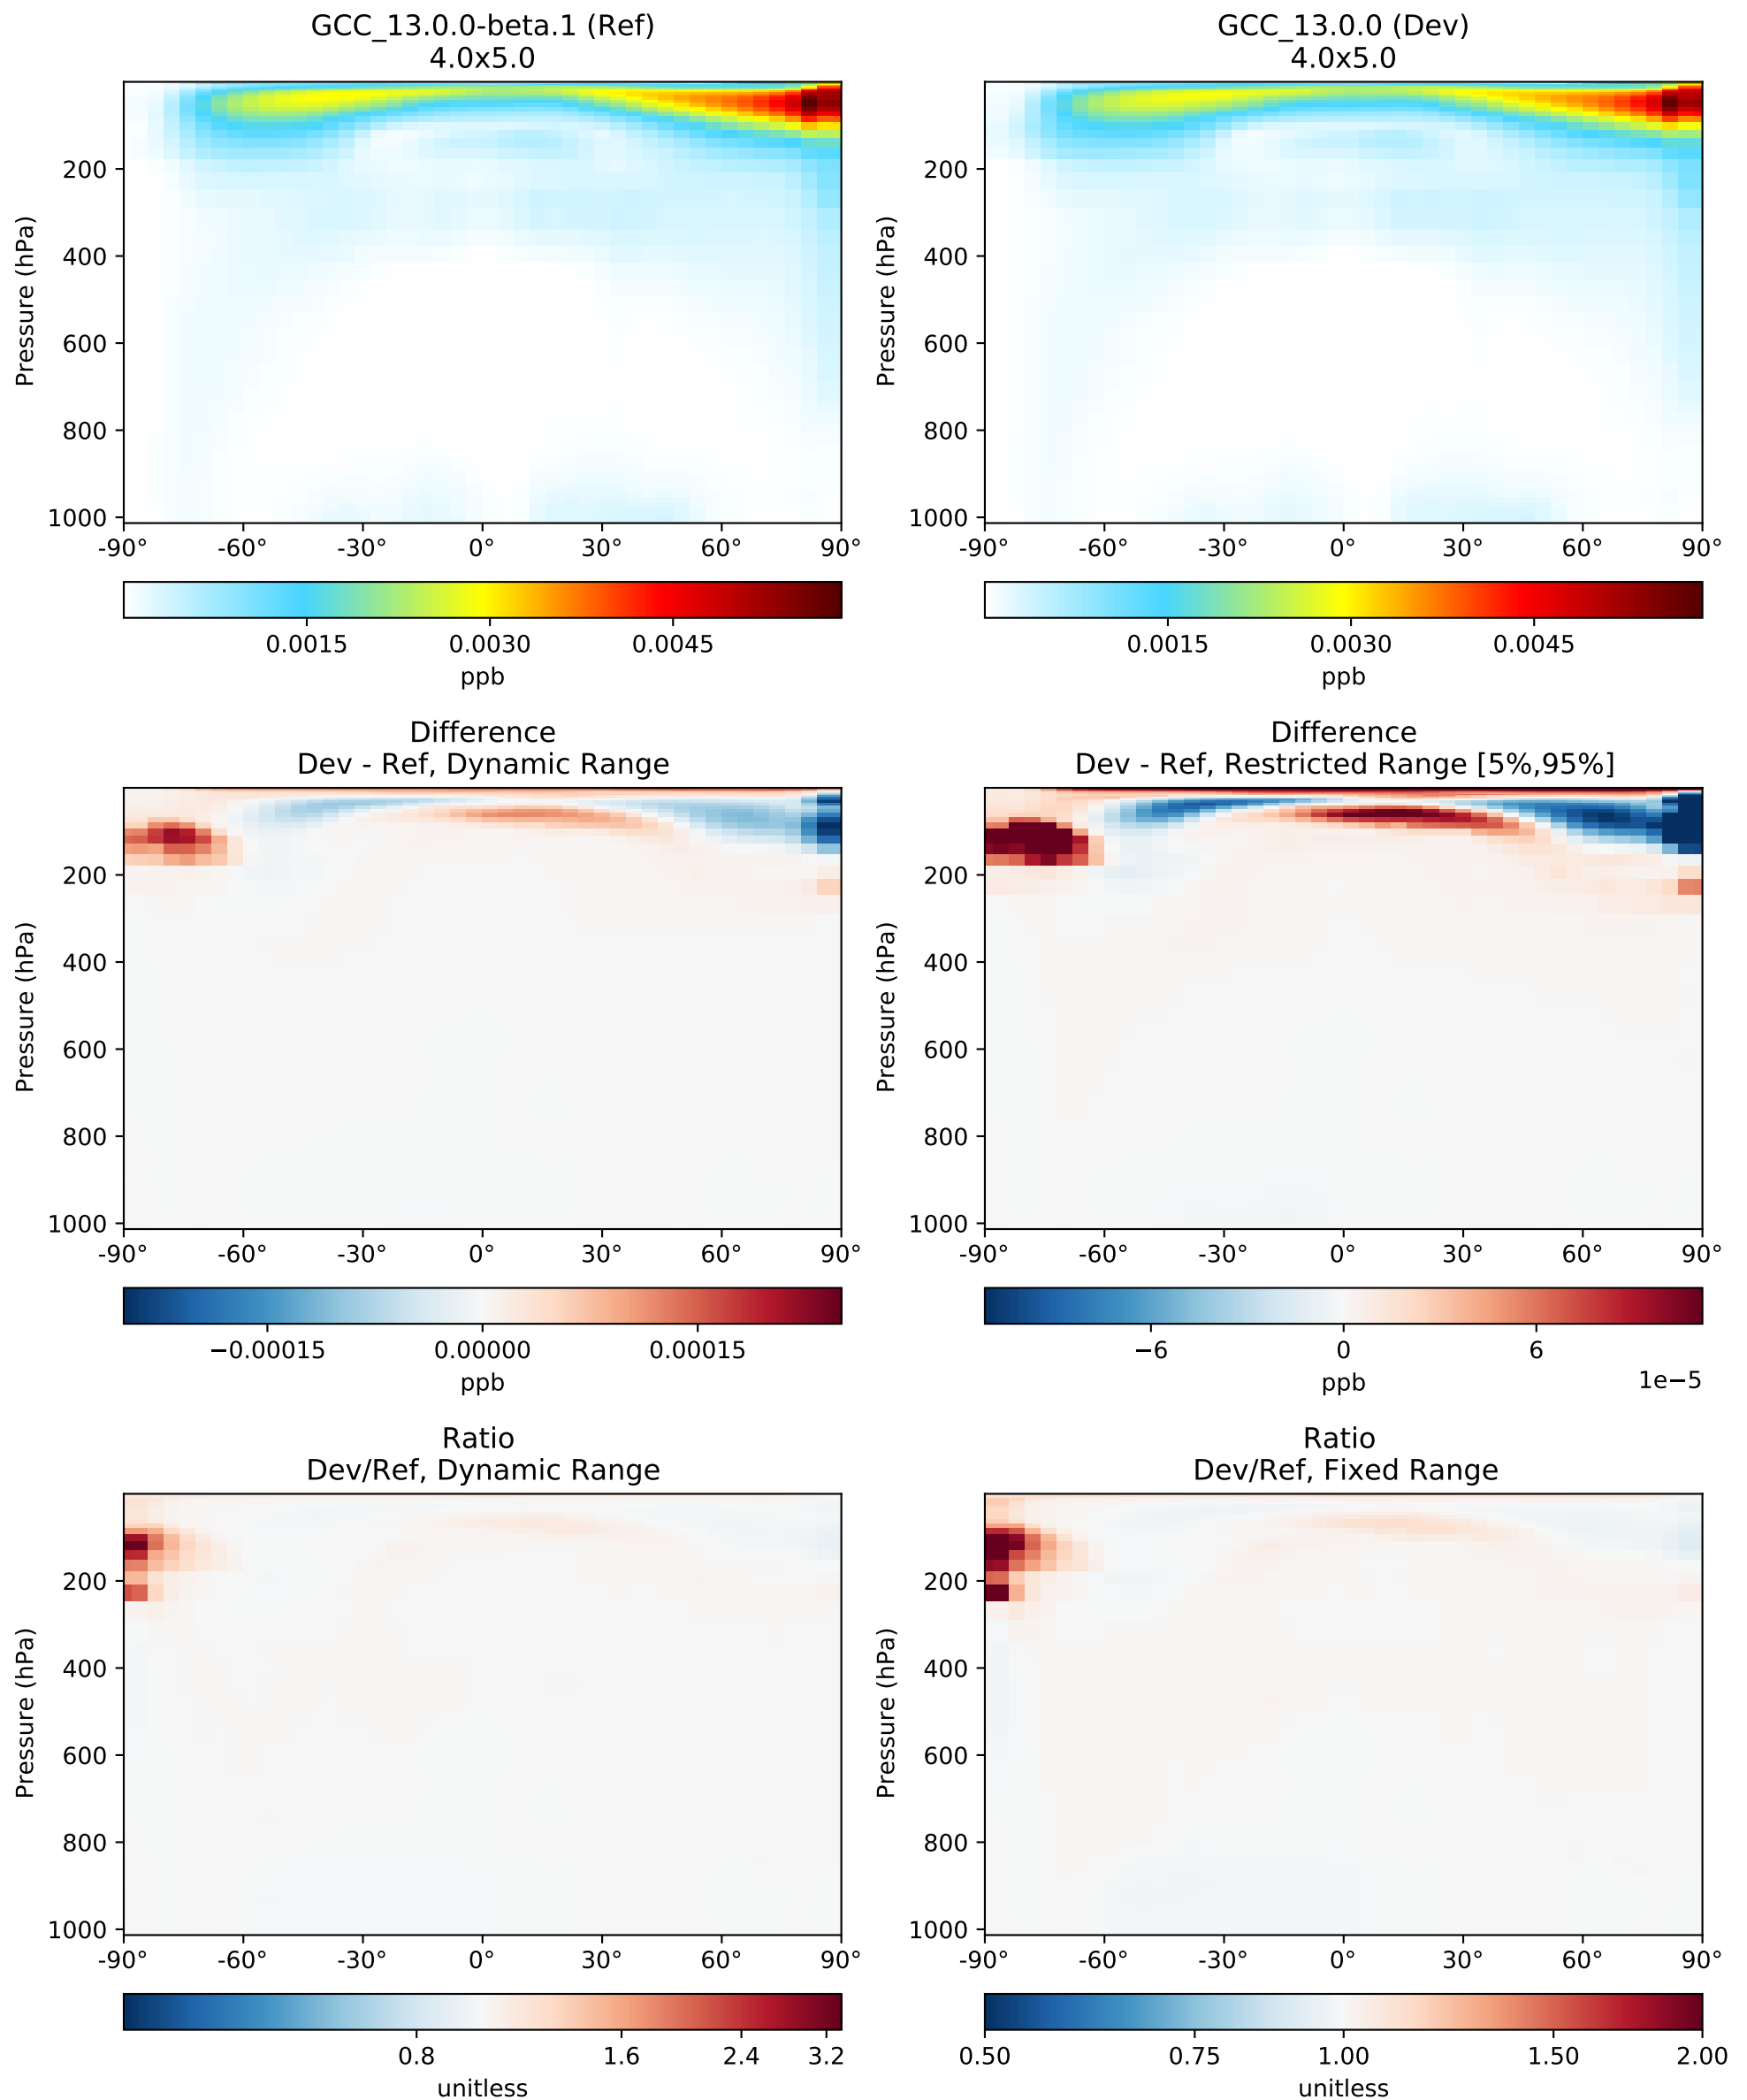 GCC_13.0.0-beta.1 (Ref)
4.0x5.0
Pressure (hPa)
200
400
600
800
1000
-90° -60° -30° 0° 30° 60° 90°
0.0015 0.0030 0.0045
ppb
GCC_13.0.0 (Dev)
4.0x5.0
Pressure (hPa)
200
400
600
800
1000
-90° -60° -30° 0° 30° 60° 90°
0.0015 0.0030 0.0045
ppb
Difference
Dev - Ref, Dynamic Range
Pressure (hPa)
200
400
600
800
1000
-90° -60° -30° 0° 30° 60° 90°
−0.00015 0.00000 0.00015
ppb
Difference
Dev - Ref, Restricted Range [5%,95%]
Pressure (hPa)
200
400
600
800
1000
-90° -60° -30° 0° 30° 60° 90°
−6 0 6
ppb
1e−5
Ratio
Dev/Ref, Dynamic Range
Pressure (hPa)
200
400
600
800
1000
-90° -60° -30° 0° 30° 60° 90°
0.8 1.6 2.4 3.2
unitless
Ratio
Dev/Ref, Fixed Range
Pressure (hPa)
200
400
600
800
1000
-90° -60° -30° 0° 30° 60° 90°
0.50 0.75 1.00 1.50 2.00
unitless